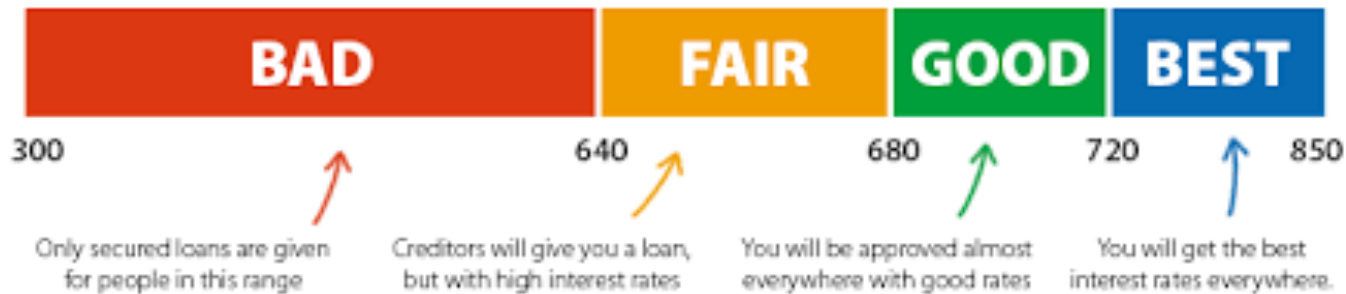 BAD FAIR GOOD BEST
300 640 680 720 850
Only secured loans are given
for people in this range
Creditors will give you a loan,
but with high interest rates
You will be approved almost
everywhere with good rates
You will get the best
interest rates everywhere.